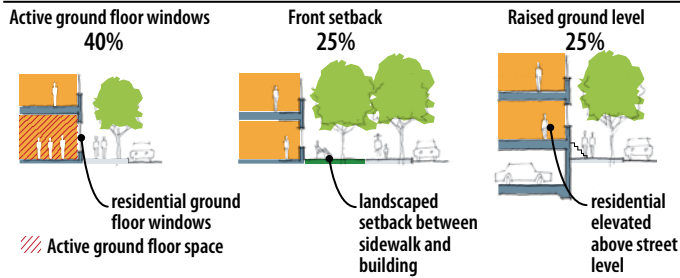 Active ground floor windows
40%
Front setback
25%
Raised ground level
25%
residential ground
floor windows
Active ground floor space
landscaped
setback between
sidewalk and
building
residential
elevated
above street
level